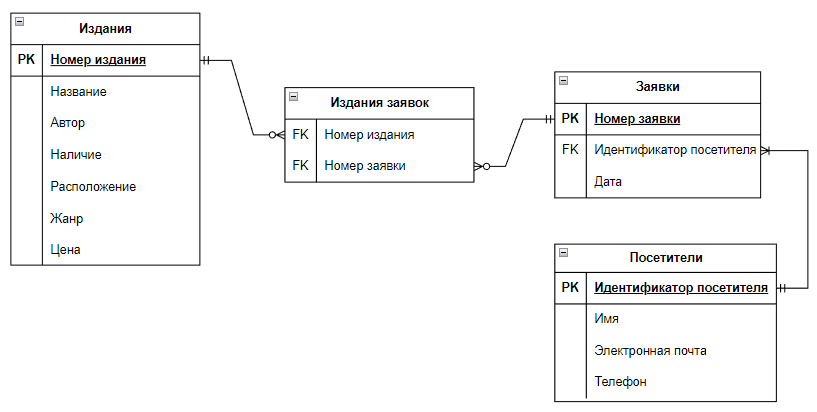 Издания
PK Номер издания
Название
Автор
Наличие
Расположение
Жанр
Цена
Издания заявок
FK Номер издания
FK Номер заявки
Заявки
PK Номер заявки
FK Идентификатор посетителя
Дата
Посетители
PK Идентификатор посетителя
Имя
Электронная почта
Телефон